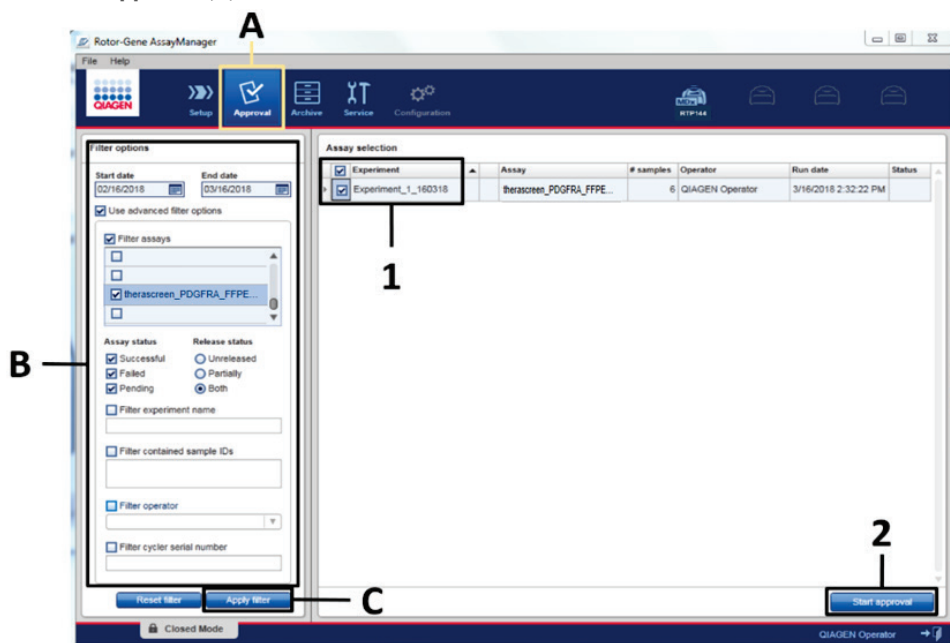 A
Rotor-Gene AssayManager
File Help
QIAGEN
Setup Approval Archive Service Configuration
MDx
RTP144
Filter options
Start date End date
02/16/2018 03/16/2018
Use advanced filter options
Filter assays
therascreen_PDGFRA_FFPE...
Assay status Release status
Successful Unreleased
Failed Partially
Pending Both
Filter experiment name
Filter contained sample IDs
Filter operator
Filter cycler serial number
Reset filter Apply filter
B
C
Assay selection
Experiment Assay # samples Operator Run date Status
Experiment_1_160318 therascreen_PDGFRA_FFPE... 6 QIAGEN Operator 3/16/2018 2:32:22 PM
1
2
Start approval
Closed Mode
QIAGEN Operator